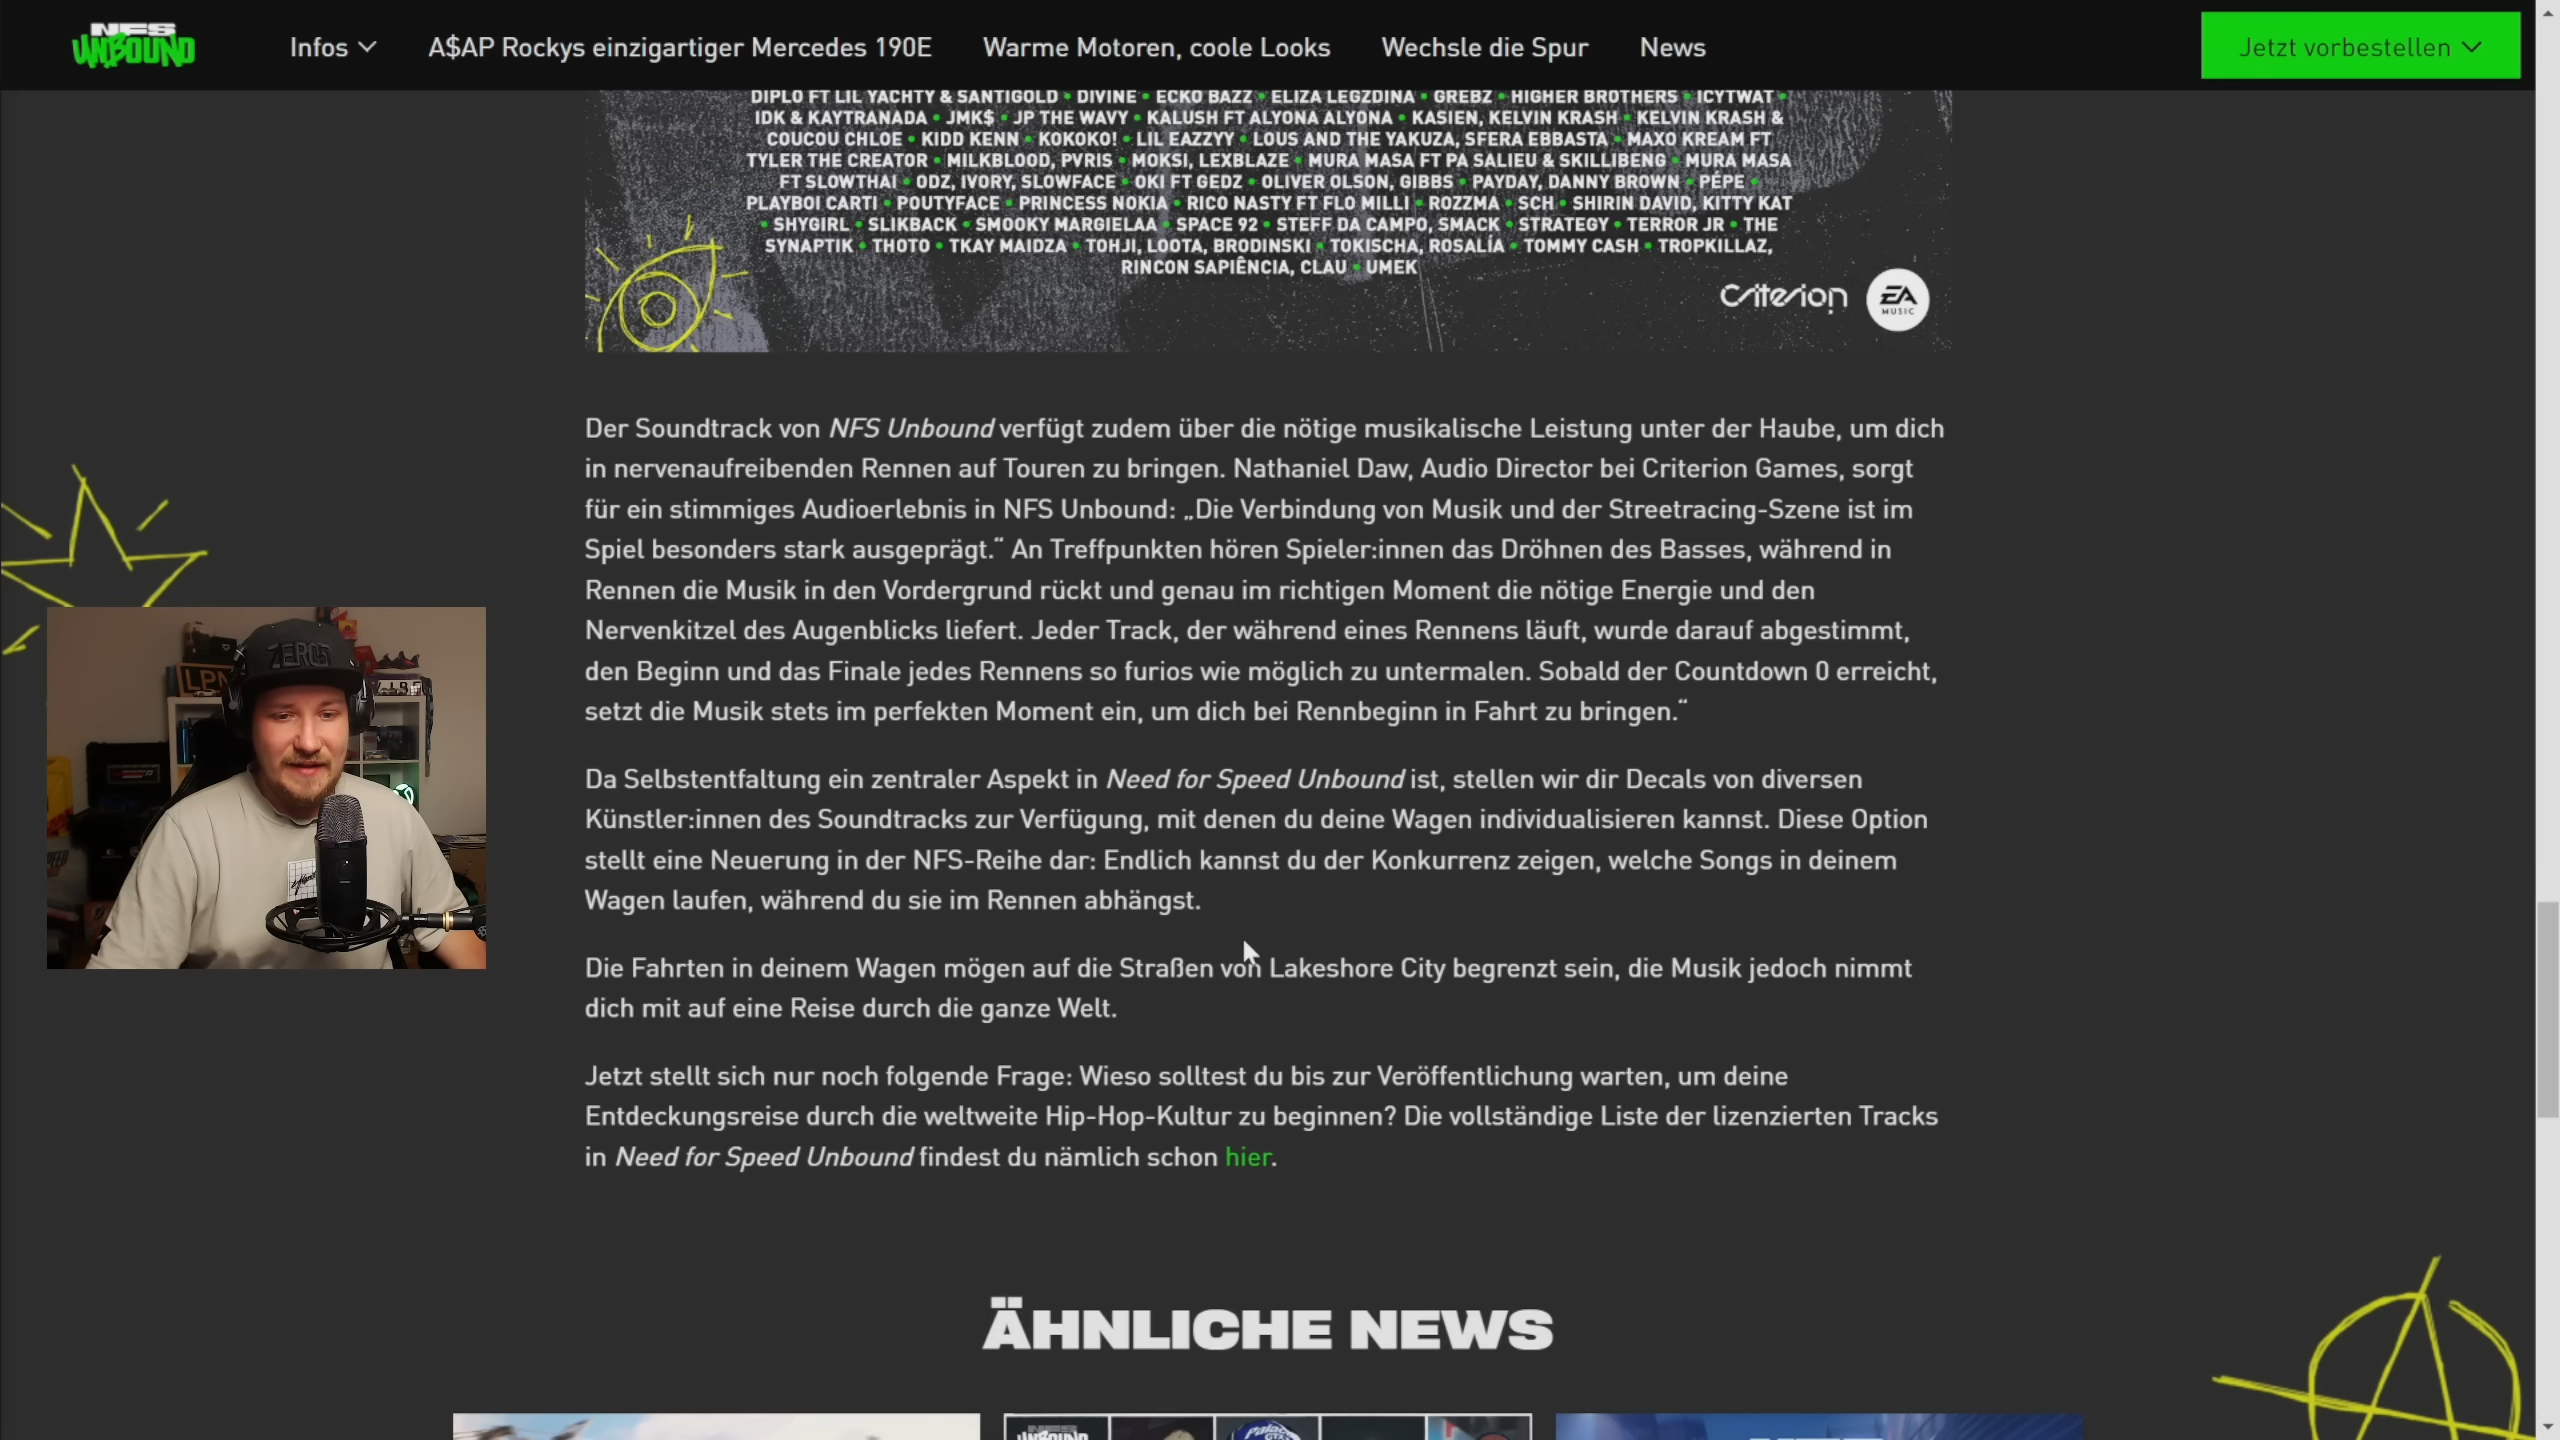 NFS
UNBOUND
Infos
A$AP Rockys einzigartiger Mercedes 190E
Warme Motoren, coole Looks
Wechsle die Spur
News
Jetzt vorbestellen
DIPLO FT LIL YACHTY & SANTIGOLD • DIVINE • ECKO BAZZ • ELIZA LEGZDINA • GREBZ • HIGHER BROTHERS • ICYTWAT •
IDK & KAYTRANADA • JMK$ • JP THE WAVY • KALUSH FT ALYONA ALYONA • KASIEN, KELVIN KRASH • KELVIN KRASH &
COUCOU CHLOE • KIDD KENN • KOKOKO! • LIL EAZZYY • LOUS AND THE YAKUZA, SFERA EBBASTA • MAXO KREAM FT
TYLER THE CREATOR • MILKBLOOD, PVRIS • MOKSI, LEXBLAZE • MURA MASA FT PA SALIEU & SKILLIBENG • MURA MASA
FT SLOWTHAI • ODZ, IVORY, SLOWFACE • OKI FT GEDZ • OLIVER OLSON, GIBBS • PAYDAY, DANNY BROWN • PÉPE •
PLAYBOI CARTI • POUTYFACE • PRINCESS NOKIA • RICO NASTY FT FLO MILLI • ROZZMA • SCH • SHIRIN DAVID, KITTY KAT
• SHYGIRL • SLIKBACK • SMOOKY MARGIELAA • SPACE 92 • STEFF DA CAMPO, SMACK • STRATEGY • TERROR JR • THE
SYNAPTIK • THOTO • TKAY MAIDZA • TOHJI, LOOTA, BRODINSKI • TOKISCHA, ROSALÍA • TOMMY CASH • TROPKILLAZ,
RINCON SAPIÊNCIA, CLAU • UMEK
Criterion
EA
MUSIC
Der Soundtrack von NFS Unbound verfügt zudem über die nötige musikalische Leistung unter der Haube, um dich
in nervenaufreibenden Rennen auf Touren zu bringen. Nathaniel Daw, Audio Director bei Criterion Games, sorgt
für ein stimmiges Audioerlebnis in NFS Unbound: „Die Verbindung von Musik und der Streetracing-Szene ist im
Spiel besonders stark ausgeprägt.“ An Treffpunkten hören Spieler:innen das Dröhnen des Basses, während in
Rennen die Musik in den Vordergrund rückt und genau im richtigen Moment die nötige Energie und den
Nervenkitzel des Augenblicks liefert. Jeder Track, der während eines Rennens läuft, wurde darauf abgestimmt,
den Beginn und das Finale jedes Rennens so furios wie möglich zu untermalen. Sobald der Countdown 0 erreicht,
setzt die Musik stets im perfekten Moment ein, um dich bei Rennbeginn in Fahrt zu bringen.“
ZEROS
LPN
Da Selbstentfaltung ein zentraler Aspekt in Need for Speed Unbound ist, stellen wir dir Decals von diversen
Künstler:innen des Soundtracks zur Verfügung, mit denen du deine Wagen individualisieren kannst. Diese Option
stellt eine Neuerung in der NFS-Reihe dar: Endlich kannst du der Konkurrenz zeigen, welche Songs in deinem
Wagen laufen, während du sie im Rennen abhängst.
Die Fahrten in deinem Wagen mögen auf die Straßen von Lakeshore City begrenzt sein, die Musik jedoch nimmt
dich mit auf eine Reise durch die ganze Welt.
Jetzt stellt sich nur noch folgende Frage: Wieso solltest du bis zur Veröffentlichung warten, um deine
Entdeckungsreise durch die weltweite Hip-Hop-Kultur zu beginnen? Die vollständige Liste der lizenzierten Tracks
in Need for Speed Unbound findest du nämlich schon hier.
ÄHNLICHE NEWS